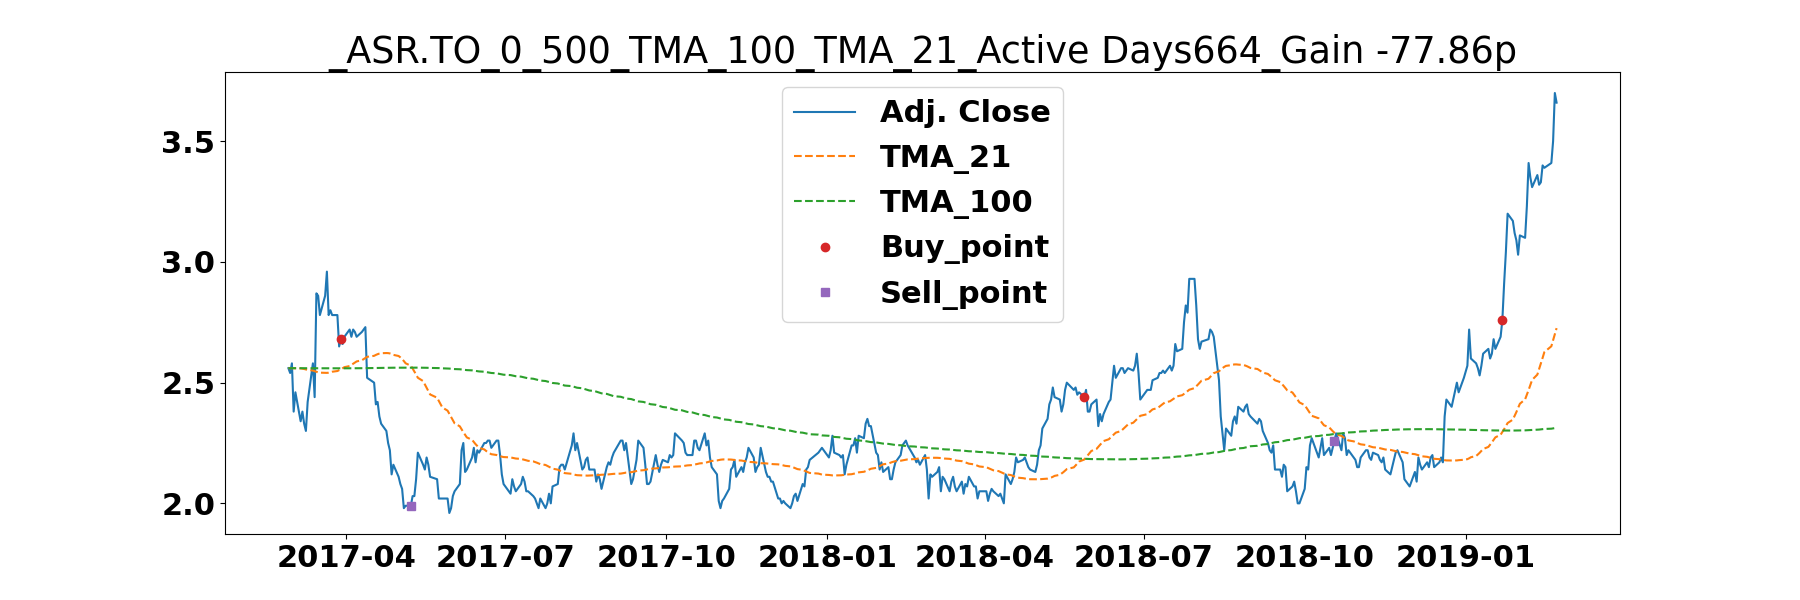 _ASR.TO_0_500_TMA_100_TMA_21_Active Days664_Gain -77.86p
Adj. Close
TMA_21
TMA_100
Buy_point
Sell_point
3.5
3.0
2.5
2.0
2017-04 2017-07 2017-10 2018-01 2018-04 2018-07 2018-10 2019-01